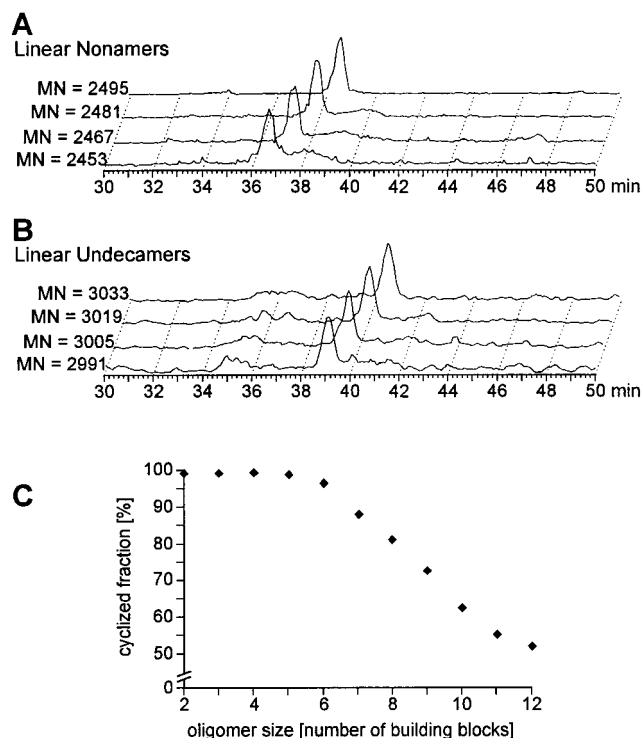 A
Linear Nonamers
MN = 2495
MN = 2481
MN = 2467
MN = 2453
30 32 34 36 38 40 42 44 46 48 50 min
B
Linear Undecamers
MN = 3033
MN = 3019
MN = 3005
MN = 2991
30 32 34 36 38 40 42 44 46 48 50 min
C
cyclized fraction [%]
100
90
80
70
60
50
0
2 4 6 8 10 12
oligomer size [number of building blocks]